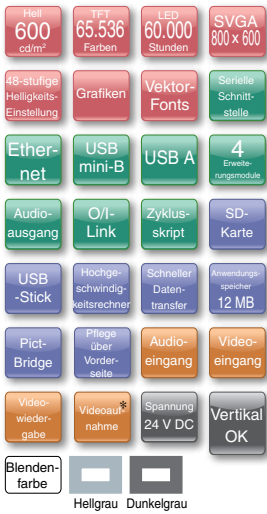 Hell
600
cd/m²
TFT
65.536
Farben
LED
60.000
Stunden
SVGA
800 x 600
48-stufige
Helligkeits-
Einstellung
Grafiken
Vektor-
Fonts
Serielle
Schnitt-
stelle
Ether-
net
USB
mini-B
USB A
4
Erweite-
rungsmodule
Audio-
ausgang
O/I-
Link
Zyklus-
skript
SD-
Karte
USB
-Stick
Hochge-
schwindig-
keitsrechner
Schneller
Daten-
transfer
Anwendungs-
speicher
12 MB
Pict-
Bridge
Pflege
über
Vorder-
seite
Audio-
eingang
Video-
eingang
Video-
wieder-
gabe
Videoauf-*
nahme
Spannung
24 V DC
Vertikal
OK
Blenden-
farbe
Hellgrau Dunkelgrau